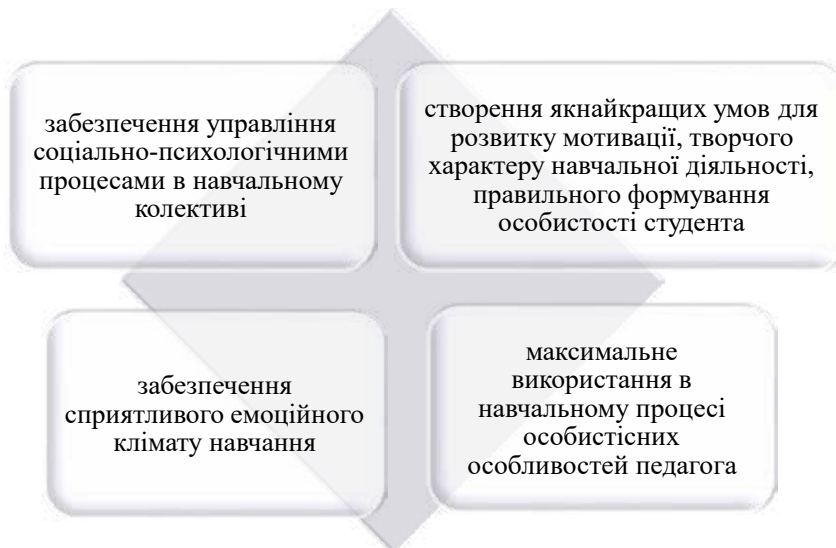 забезпечення управління
соціально-психологічними
процесами в навчальному
колективі
створення якнайкращих умов для
розвитку мотивації, творчого
характеру навчальної діяльності,
правильного формування
особистості студента
забезпечення
сприятливого емоційного
клімату навчання
максимальне
використання в
навчальному процесі
особистісних
особливостей педагога